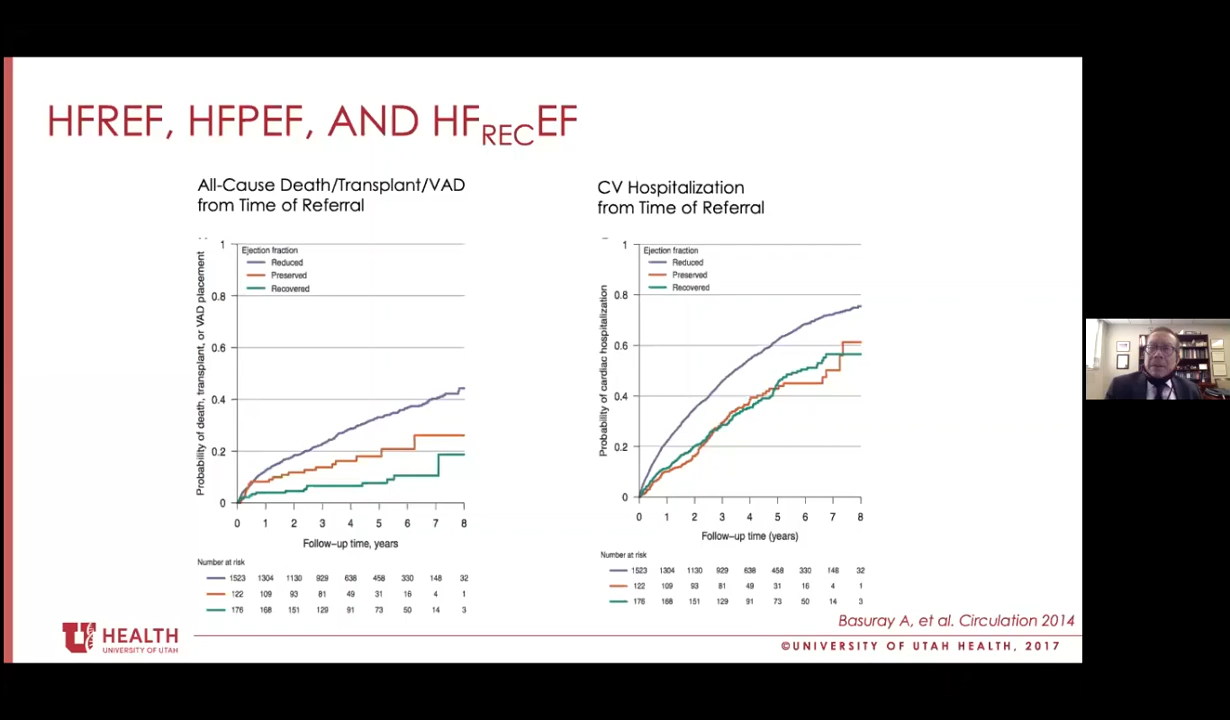 HFREF, HFPEF, AND HFRECEF
All-Cause Death/Transplant/VAD
from Time of Referral
Probability of death, transplant, or VAD placement
1
0.8
0.6
0.4
0.2
0
Ejection fraction
Reduced
Preserved
Recovered
0 1 2 3 4 5 6 7 8
Follow-up time, years
Number at risk
1523 1304 1130 929 638 458 330 148 32
122 109 93 81 49 31 16 4 1
176 168 151 129 91 73 50 14 3
CV Hospitalization
from Time of Referral
Probability of cardiac hospitalization
1
0.8
0.6
0.4
0.2
0
Ejection fraction
Reduced
Preserved
Recovered
0 1 2 3 4 5 6 7 8
Follow-up time (years)
Number at risk
1523 1304 1130 929 638 458 330 148 32
122 109 93 81 49 31 16 4 1
176 168 151 129 91 73 50 14 3
Basuray A, et al. Circulation 2014
U HEALTH
UNIVERSITY OF UTAH
©UNIVERSITY OF UTAH HEALTH, 2017